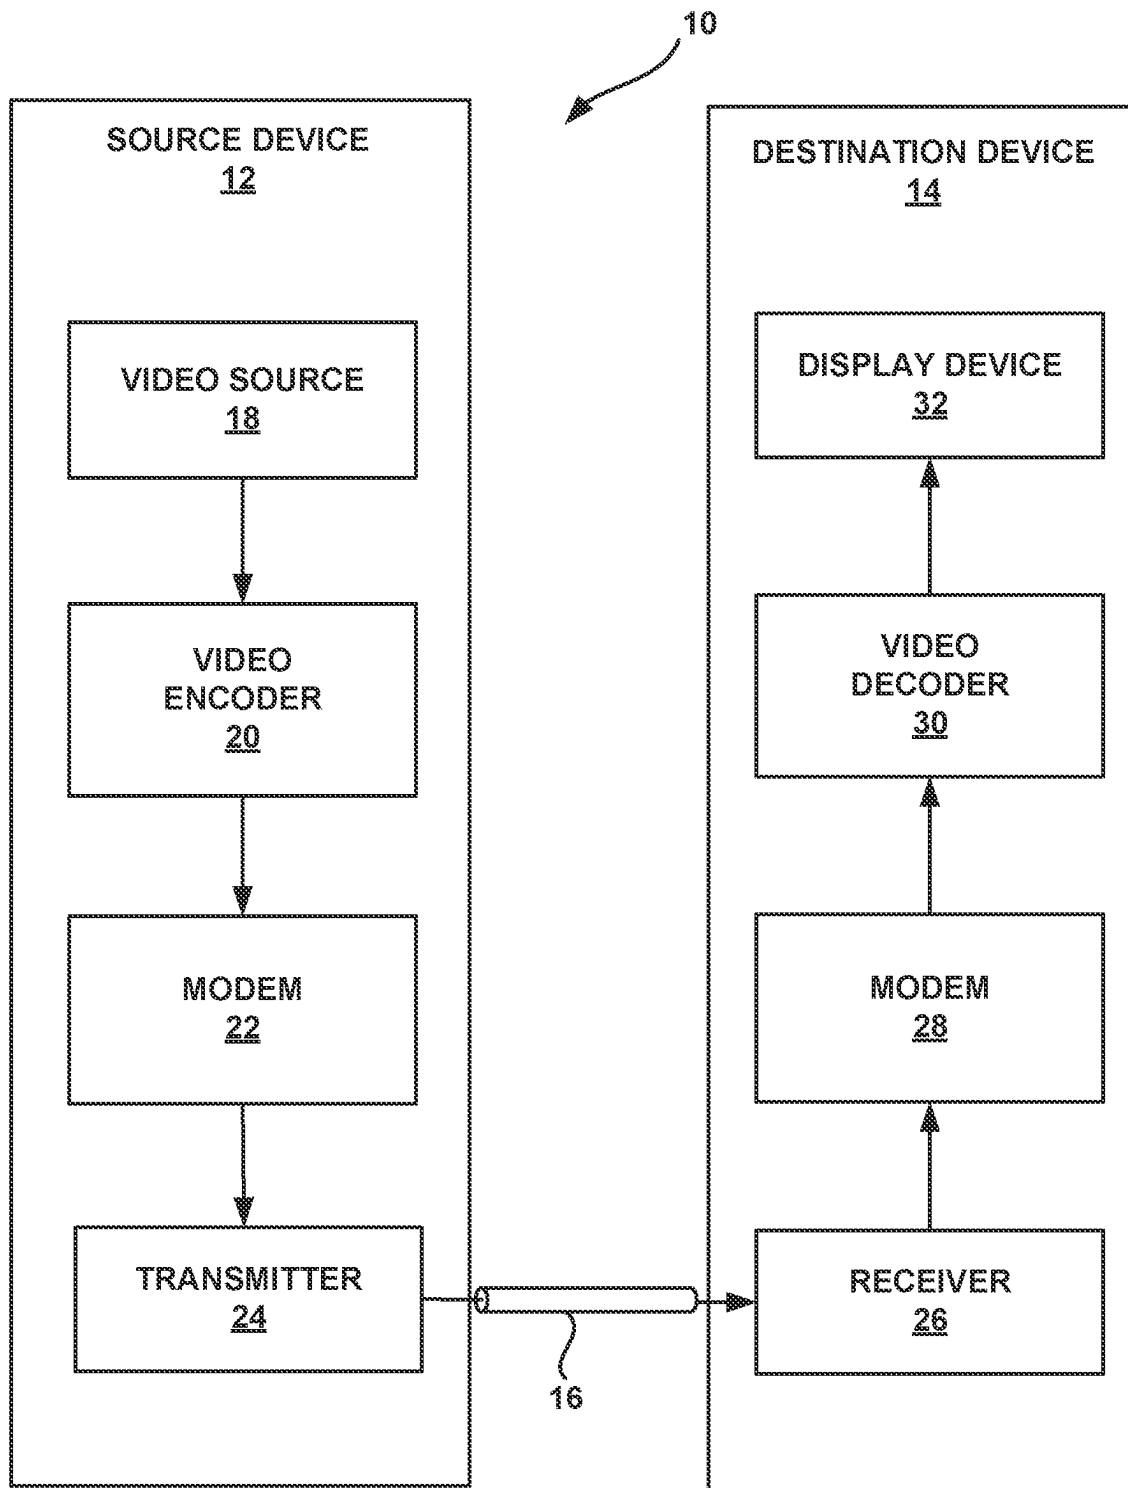 10
SOURCE DEVICE
12
VIDEO SOURCE
18
VIDEO
ENCODER
20
MODEM
22
TRANSMITTER
24
16
DESTINATION DEVICE
14
DISPLAY DEVICE
32
VIDEO
DECODER
30
MODEM
28
RECEIVER
26